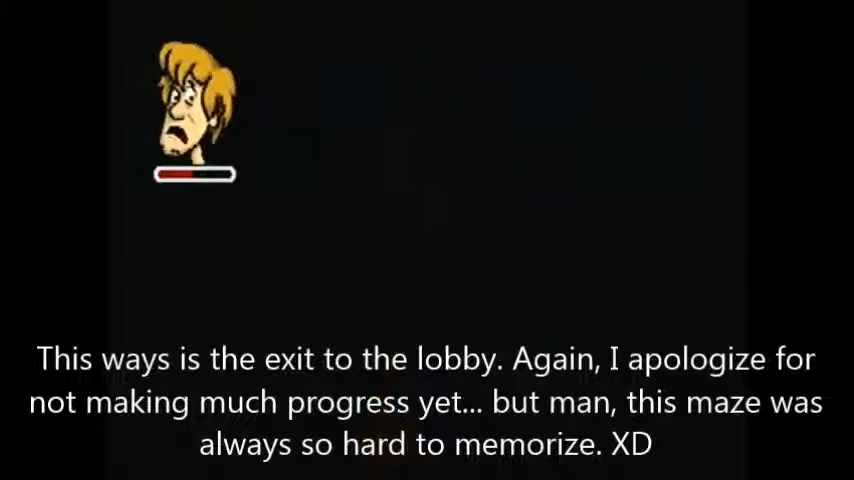 This ways is the exit to the lobby. Again, I apologize for
not making much progress yet... but man, this maze was
always so hard to memorize. XD